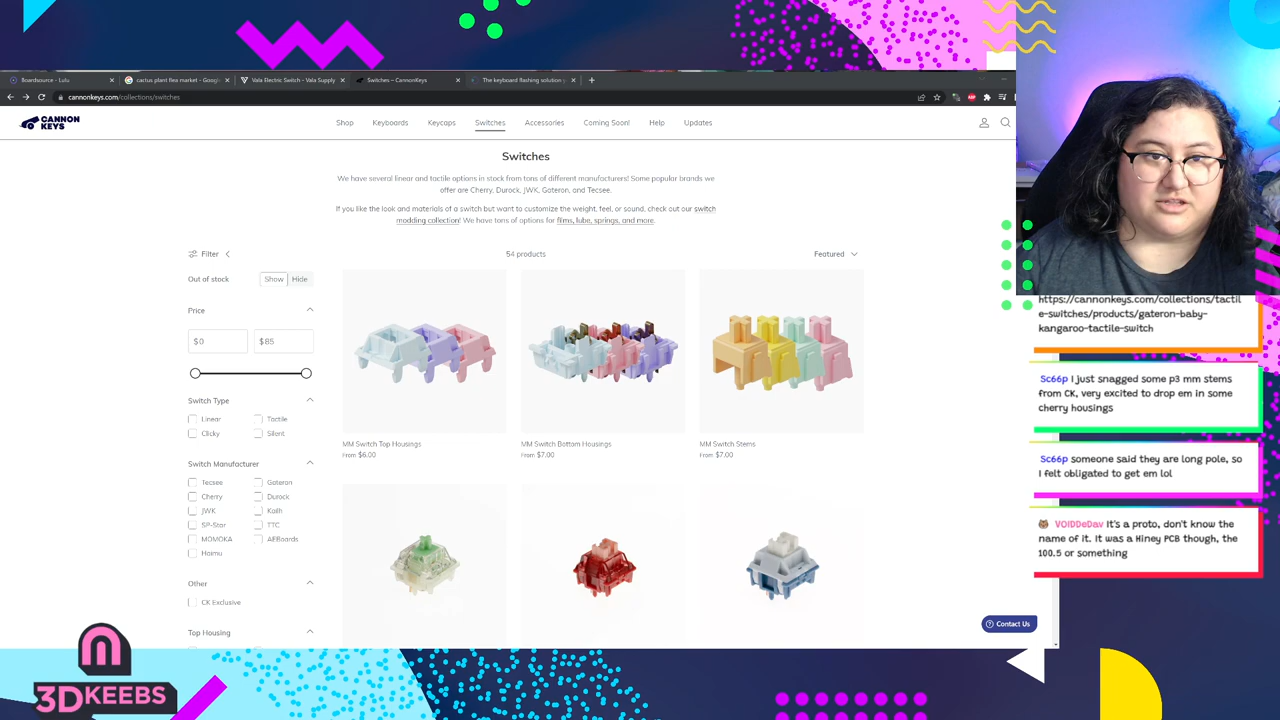 Boardsource - Lulu
cactus plant flea market - Googl
Vala Electric Switch – Vala Supply
Switches – CannonKeys
The keyboard flashing solution y
cannonkeys.com/collections/switches
CANNON
KEYS
Shop
Keyboards
Keycaps
Switches
Accessories
Coming Soon!
Help
Updates
Switches
We have several linear and tactile options in stock from tons of different manufacturers! Some popular brands we
offer are Cherry, Durock, JWK, Gateron, and Tecsee.
If you like the look and materials of a switch but want to customize the weight, feel, or sound, check out our switch
modding collection! We have tons of options for films, lube, springs, and more.
Filter
54 products
Featured
Out of stock
Show
Hide
Price
$0
$85
Switch Type
Linear
Tactile
Clicky
Silent
Switch Manufacturer
Tecsee
Gateron
Cherry
Durock
JWK
Kailh
SP-Star
TTC
MOMOKA
AEBoards
Haimu
Other
CK Exclusive
Top Housing
MM Switch Top Housings
From $6.00
MM Switch Bottom Housings
From $7.00
MM Switch Stems
From $7.00
Contact Us
https://cannonkeys.com/collections/tactil
e-switches/products/gateron-baby-
kangaroo-tactile-switch
Sc66p I just snagged some p3 mm stems
from CK, very excited to drop em in some
cherry housings
Sc66p someone said they are long pole, so
I felt obligated to get em lol
VOIDDeDav It's a proto, don't know the
name of it. It was a Hiney PCB though, the
100.5 or something
3DKEEBS